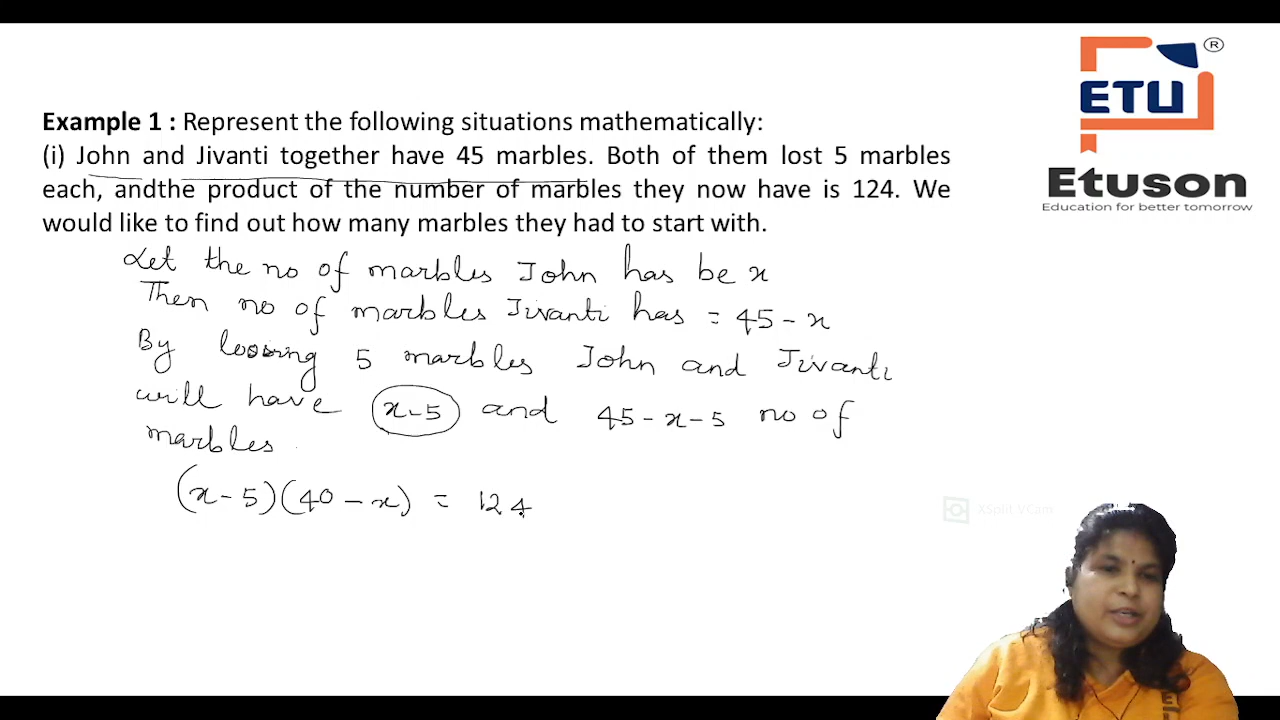 Example 1 : Represent the following situations mathematically:
(i) John and Jivanti together have 45 marbles. Both of them lost 5 marbles
each, andthe product of the number of marbles they now have is 124. We
would like to find out how many marbles they had to start with.
Let the no of marbles John has be x
Then no of marbles Jivanti has = 45 - x
By loosing 5 marbles John and Jivanti
will have x-5 and 45-x-5 no of
marbles.
(x-5)(40-x) = 124
ETU
®
Etuson
Education for better tomorrow
XSplit VCam
ETU